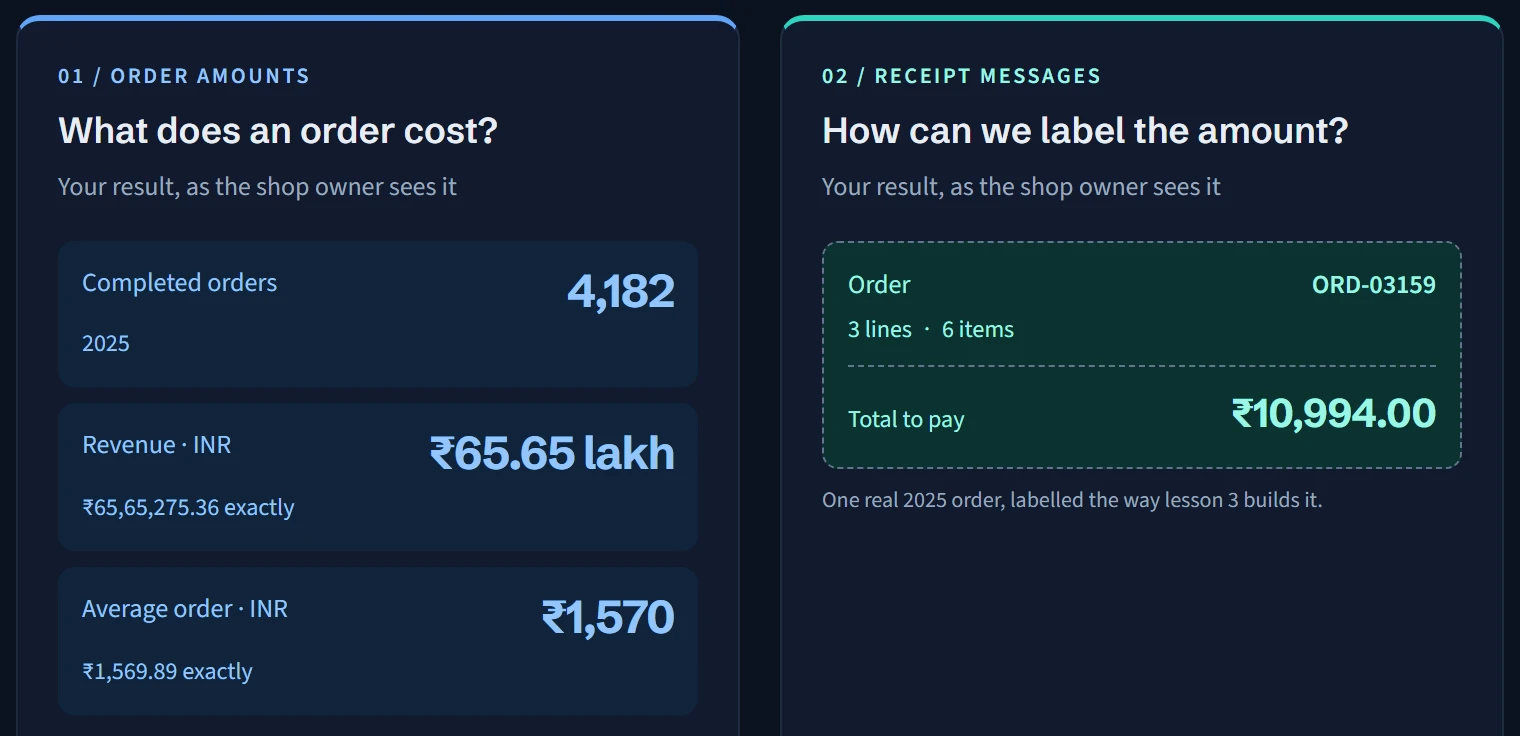 01 / ORDER AMOUNTS
What does an order cost?
Your result, as the shop owner sees it
Completed orders
4,182
2025
Revenue · INR
₹65.65 lakh
₹65,65,275.36 exactly
Average order · INR
₹1,570
₹1,569.89 exactly
02 / RECEIPT MESSAGES
How can we label the amount?
Your result, as the shop owner sees it
Order
ORD-03159
3 lines · 6 items
Total to pay
₹10,994.00
One real 2025 order, labelled the way lesson 3 builds it.